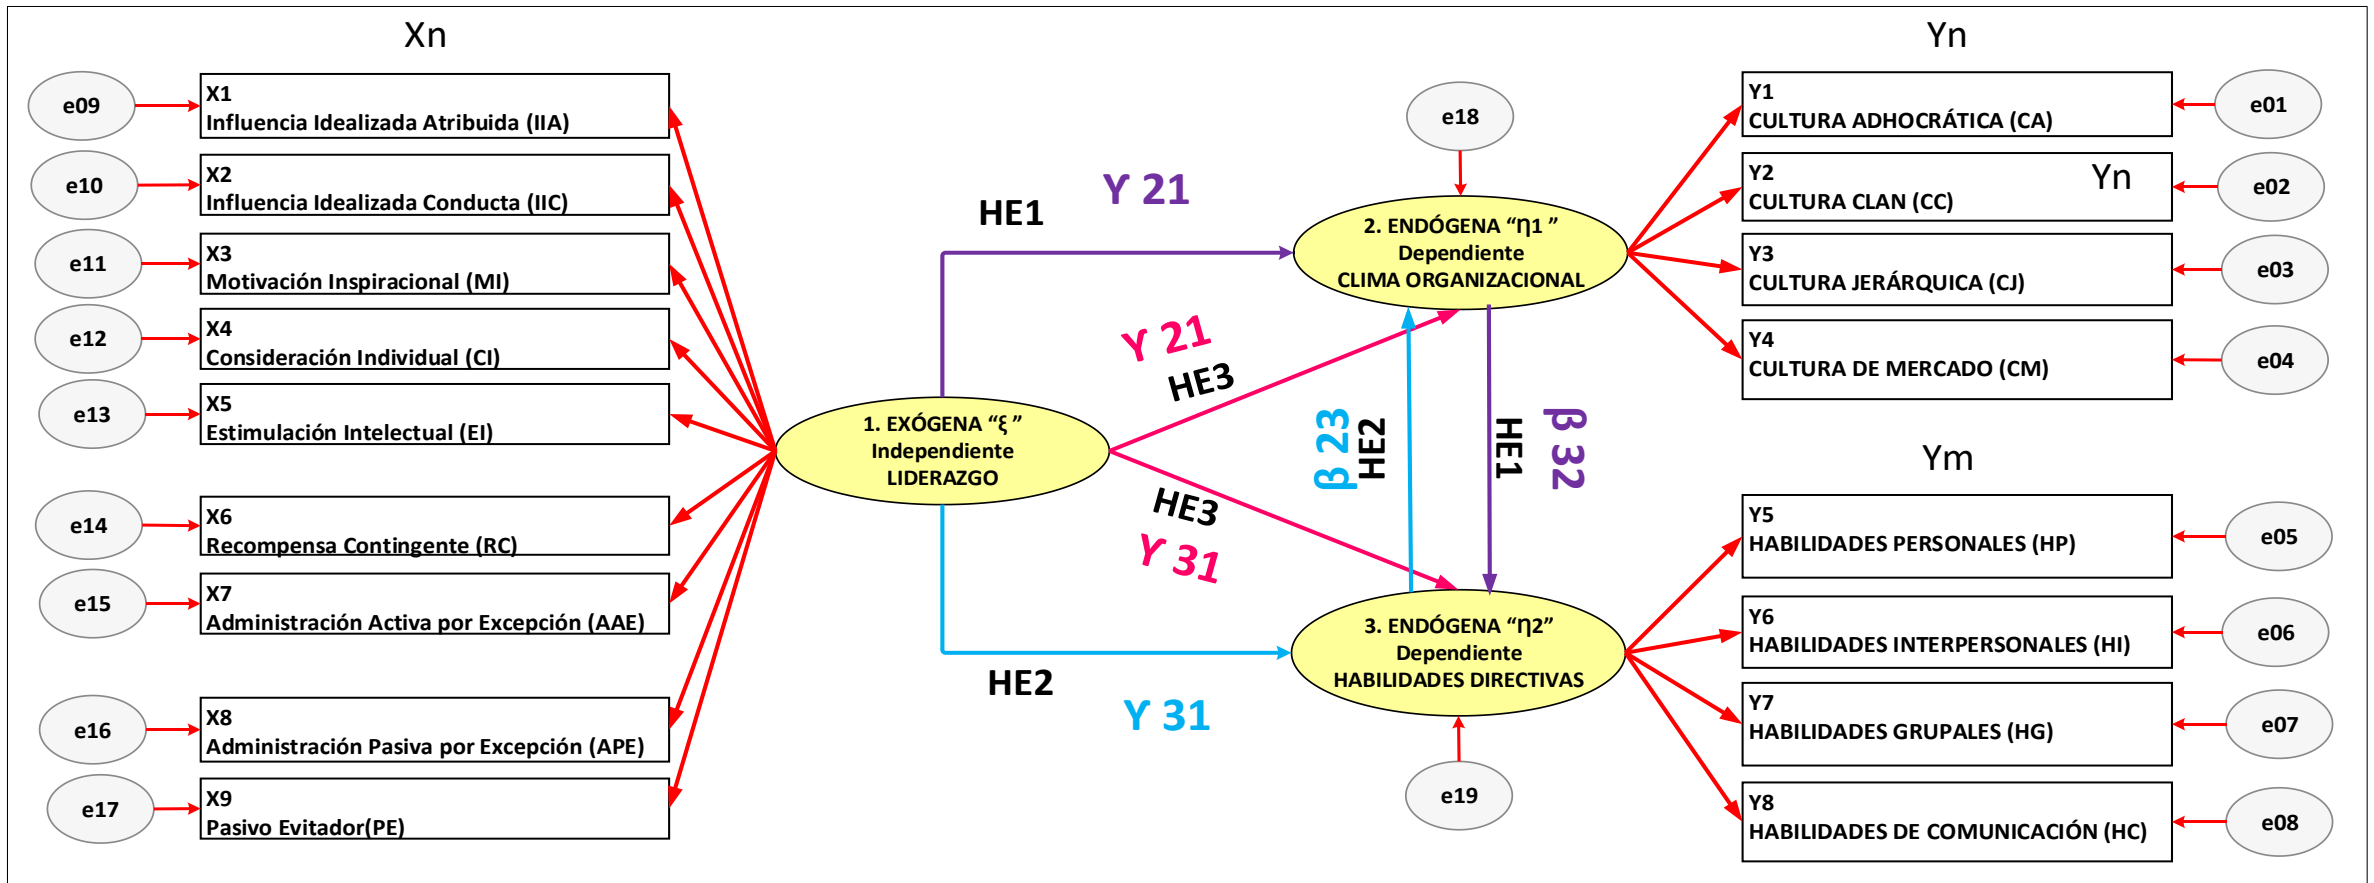 Xn
e09
X1
Influencia Idealizada Atribuida (IIA)
e10
X2
Influencia Idealizada Conducta (IIC)
e11
X3
Motivación Inspiracional (MI)
e12
X4
Consideración Individual (CI)
e13
X5
Estimulación Intelectual (EI)
e14
X6
Recompensa Contingente (RC)
e15
X7
Administración Activa por Excepción (AAE)
e16
X8
Administración Pasiva por Excepción (APE)
e17
X9
Pasivo Evitador(PE)
1. EXÓGENA “ξ ”
Independiente
LIDERAZGO
HE1
ϒ 21
ϒ 21
HE3
HE3
ϒ 31
HE2
ϒ 31
β 23
HE2
HE1
β 32
e18
2. ENDÓGENA “η1 ”
Dependiente
CLIMA ORGANIZACIONAL
3. ENDÓGENA “η2”
Dependiente
HABILIDADES DIRECTIVAS
e19
Yn
Y1
CULTURA ADHOCRÁTICA (CA)
e01
Y2
CULTURA CLAN (CC)
Yn
e02
Y3
CULTURA JERÁRQUICA (CJ)
e03
Y4
CULTURA DE MERCADO (CM)
e04
Ym
Y5
HABILIDADES PERSONALES (HP)
e05
Y6
HABILIDADES INTERPERSONALES (HI)
e06
Y7
HABILIDADES GRUPALES (HG)
e07
Y8
HABILIDADES DE COMUNICACIÓN (HC)
e08